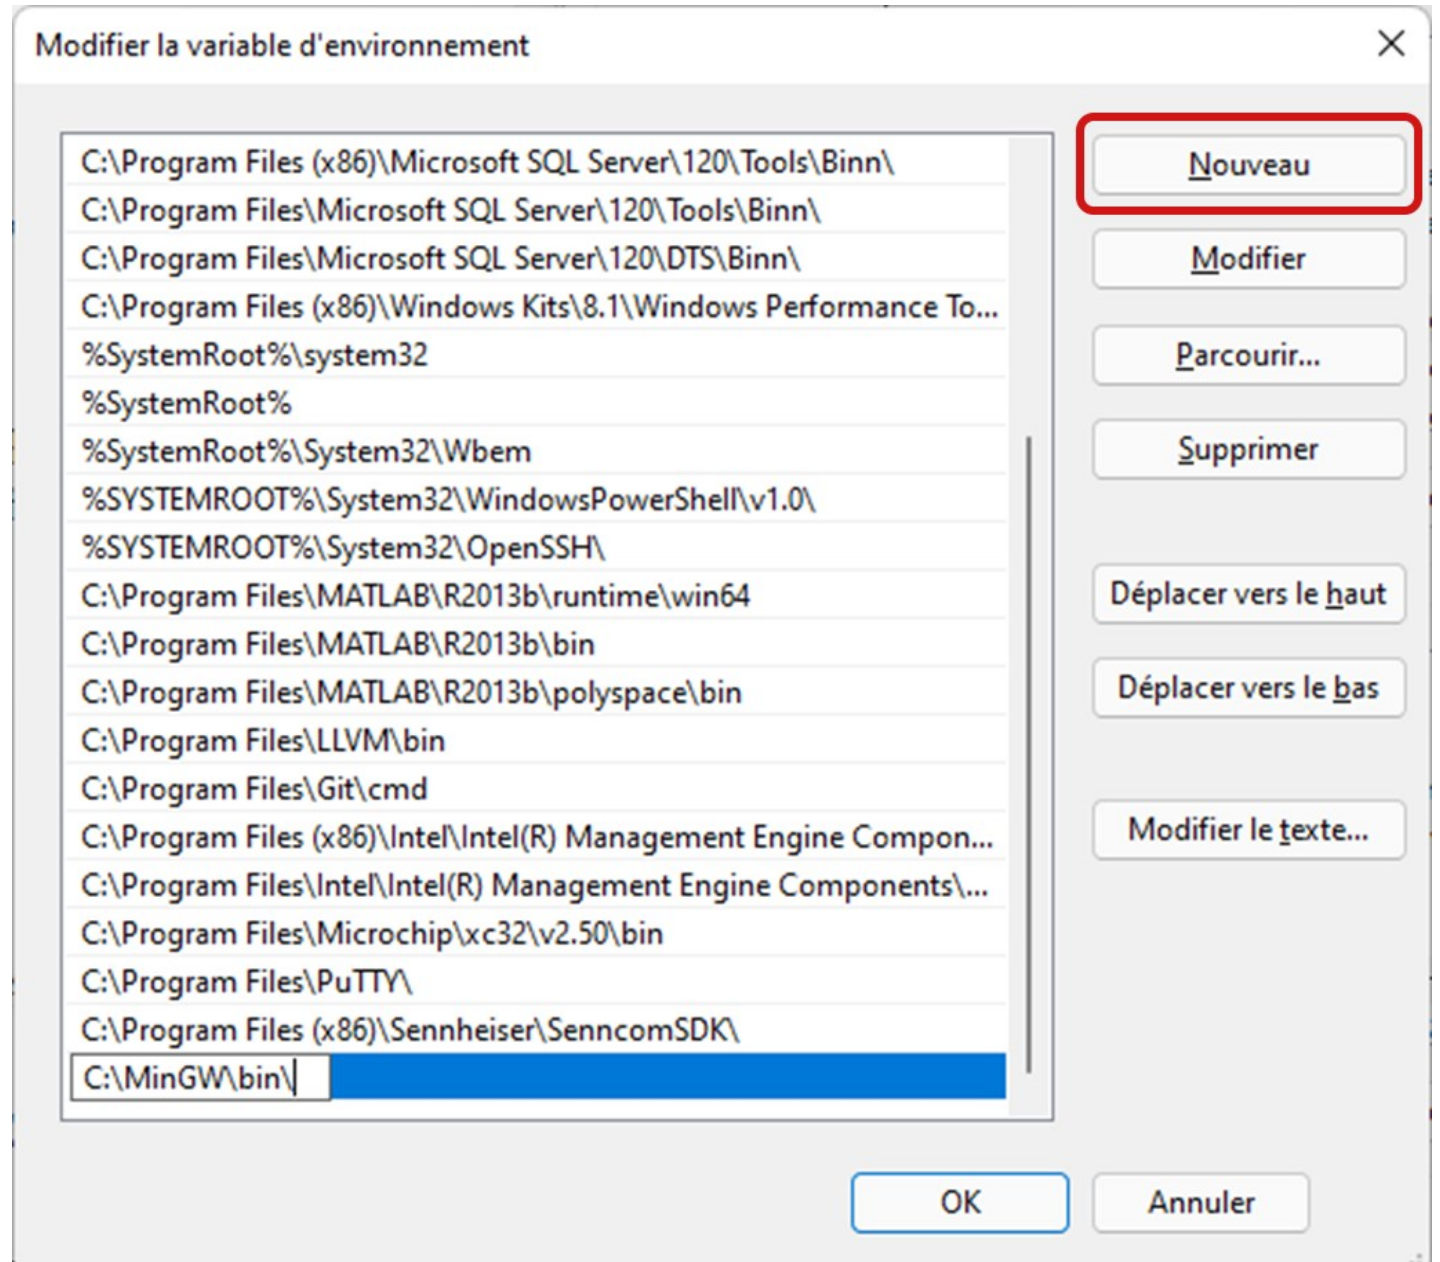 Modifier la variable d'environnement
C:\Program Files (x86)\Microsoft SQL Server\120\Tools\Binn\
C:\Program Files\Microsoft SQL Server\120\Tools\Binn\
C:\Program Files\Microsoft SQL Server\120\DTS\Binn\
C:\Program Files (x86)\Windows Kits\8.1\Windows Performance To...
%SystemRoot%\system32
%SystemRoot%
%SystemRoot%\System32\Wbem
%SYSTEMROOT%\System32\WindowsPowerShell\v1.0\
%SYSTEMROOT%\System32\OpenSSH\
C:\Program Files\MATLAB\R2013b\runtime\win64
C:\Program Files\MATLAB\R2013b\bin
C:\Program Files\MATLAB\R2013b\polyspace\bin
C:\Program Files\LLVM\bin
C:\Program Files\Git\cmd
C:\Program Files (x86)\Intel\Intel(R) Management Engine Compon...
C:\Program Files\Intel\Intel(R) Management Engine Components\...
C:\Program Files\Microchip\xc32\v2.50\bin
C:\Program Files\PuTTY\
C:\Program Files (x86)\Sennheiser\SenncomSDK\
C:\MinGW\bin\
Nouveau
Modifier
Parcourir...
Supprimer
Déplacer vers le haut
Déplacer vers le bas
Modifier le texte...
OK
Annuler